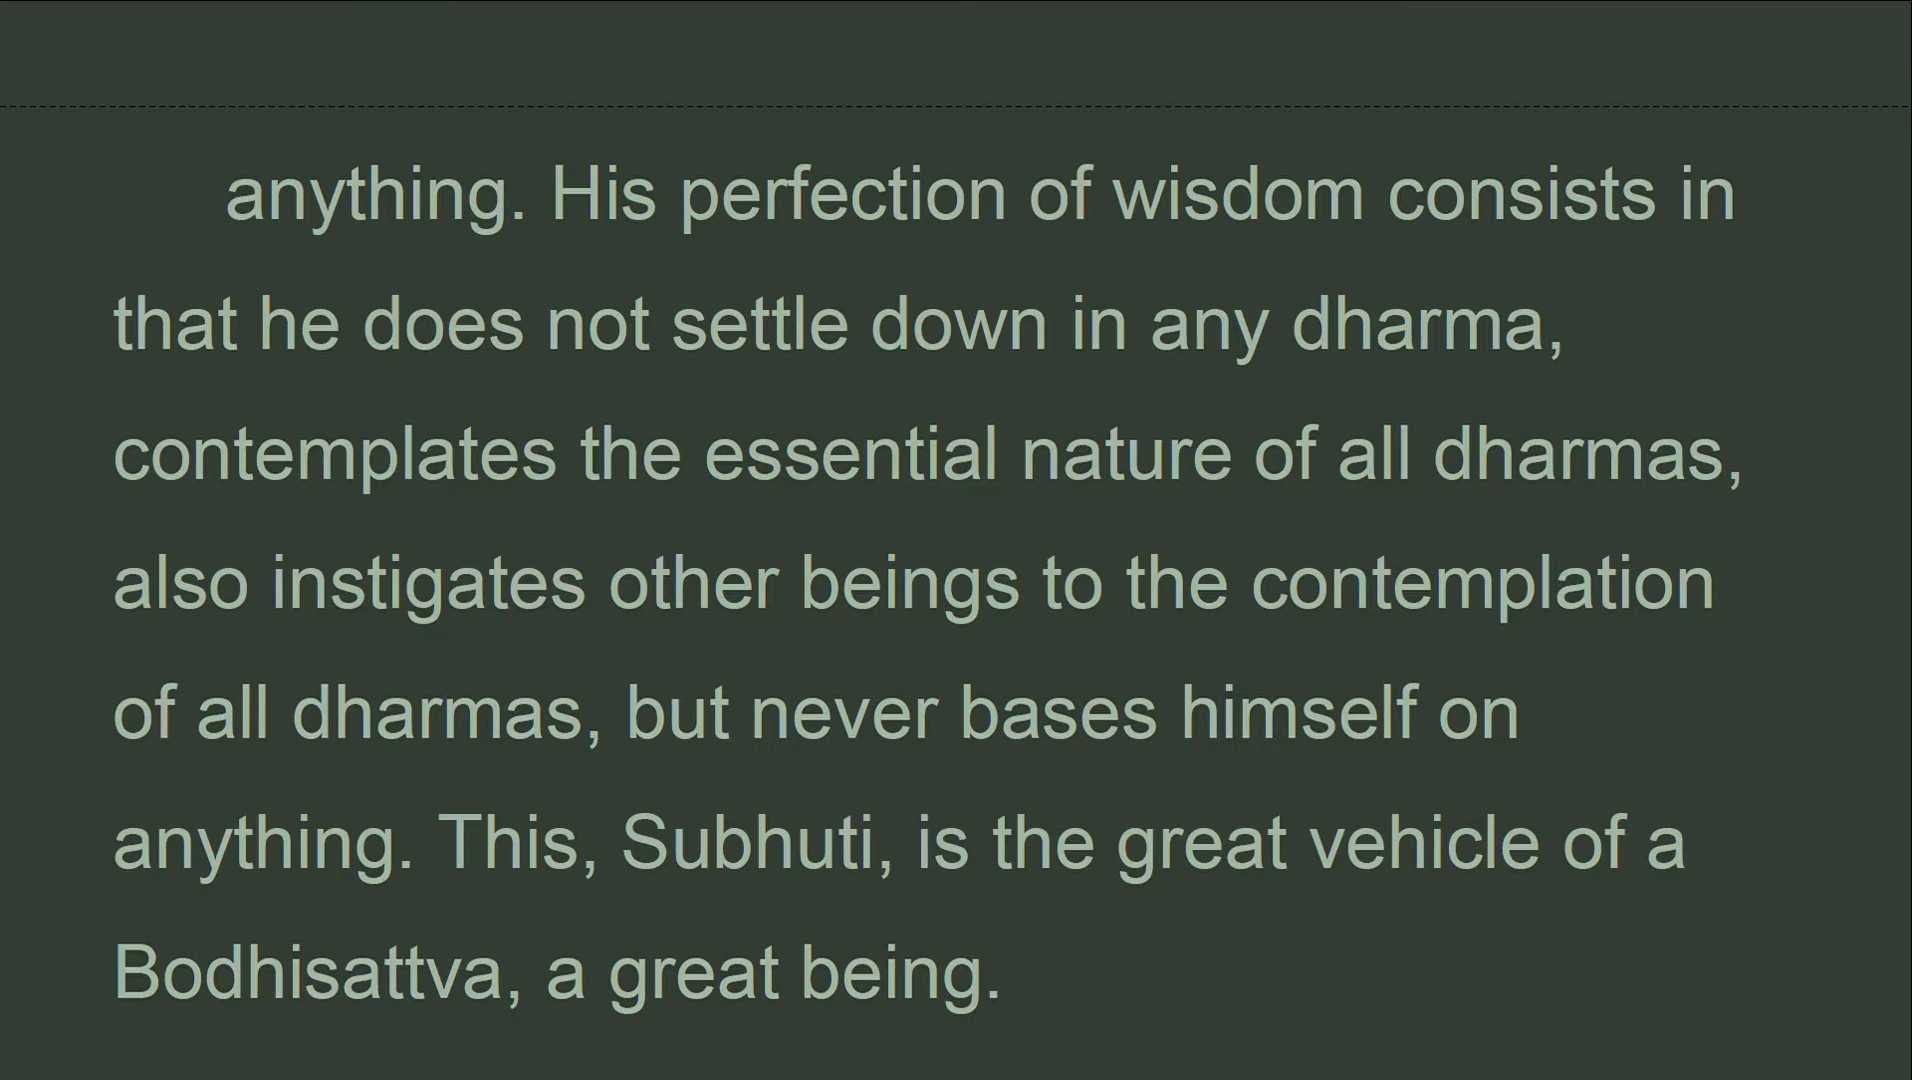 anything. His perfection of wisdom consists in
that he does not settle down in any dharma,
contemplates the essential nature of all dharmas,
also instigates other beings to the contemplation
of all dharmas, but never bases himself on
anything. This, Subhuti, is the great vehicle of a
Bodhisattva, a great being.